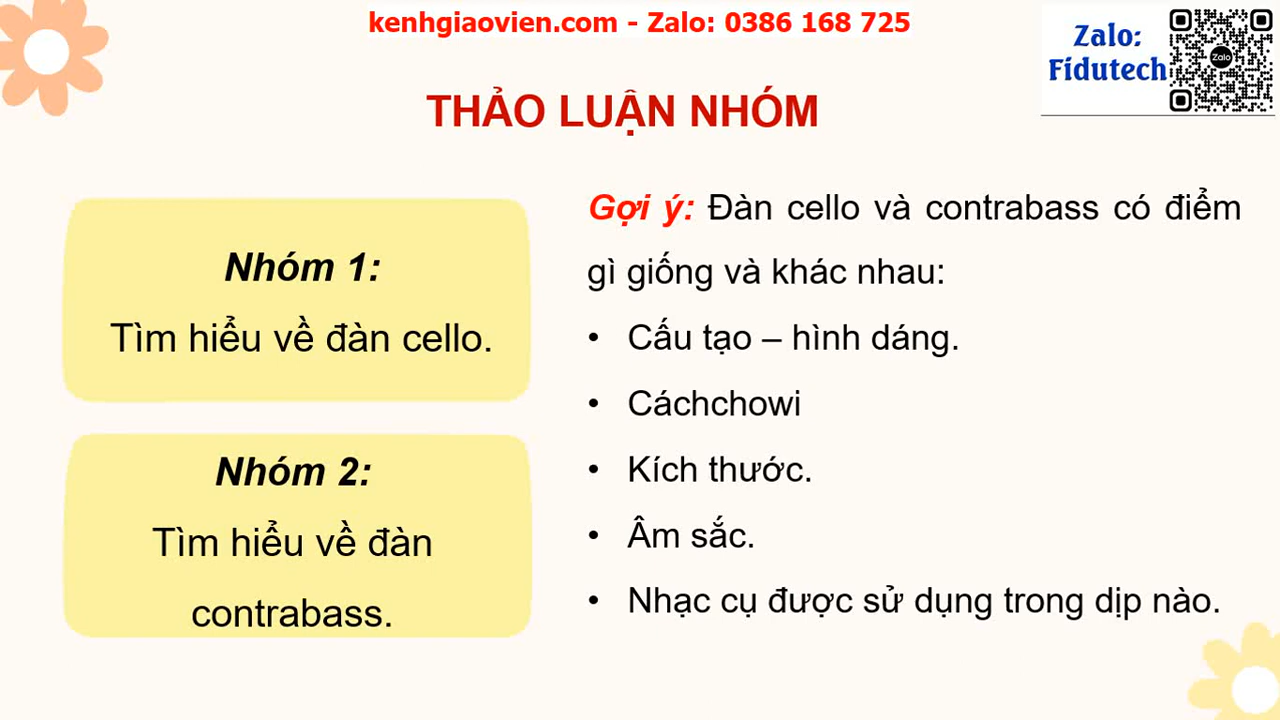 kenhgiaovien.com - Zalo: 0386 168 725
Zalo:
Fidutech
Zalo
THẢO LUẬN NHÓM
Nhóm 1:
Tìm hiểu về đàn cello.
Nhóm 2:
Tìm hiểu về đàn
contrabass.
Gợi ý: Đàn cello và contrabass có điểm
gì giống và khác nhau:
• Cấu tạo – hình dáng.
• Cáchchowi
• Kích thước.
• Âm sắc.
• Nhạc cụ được sử dụng trong dịp nào.